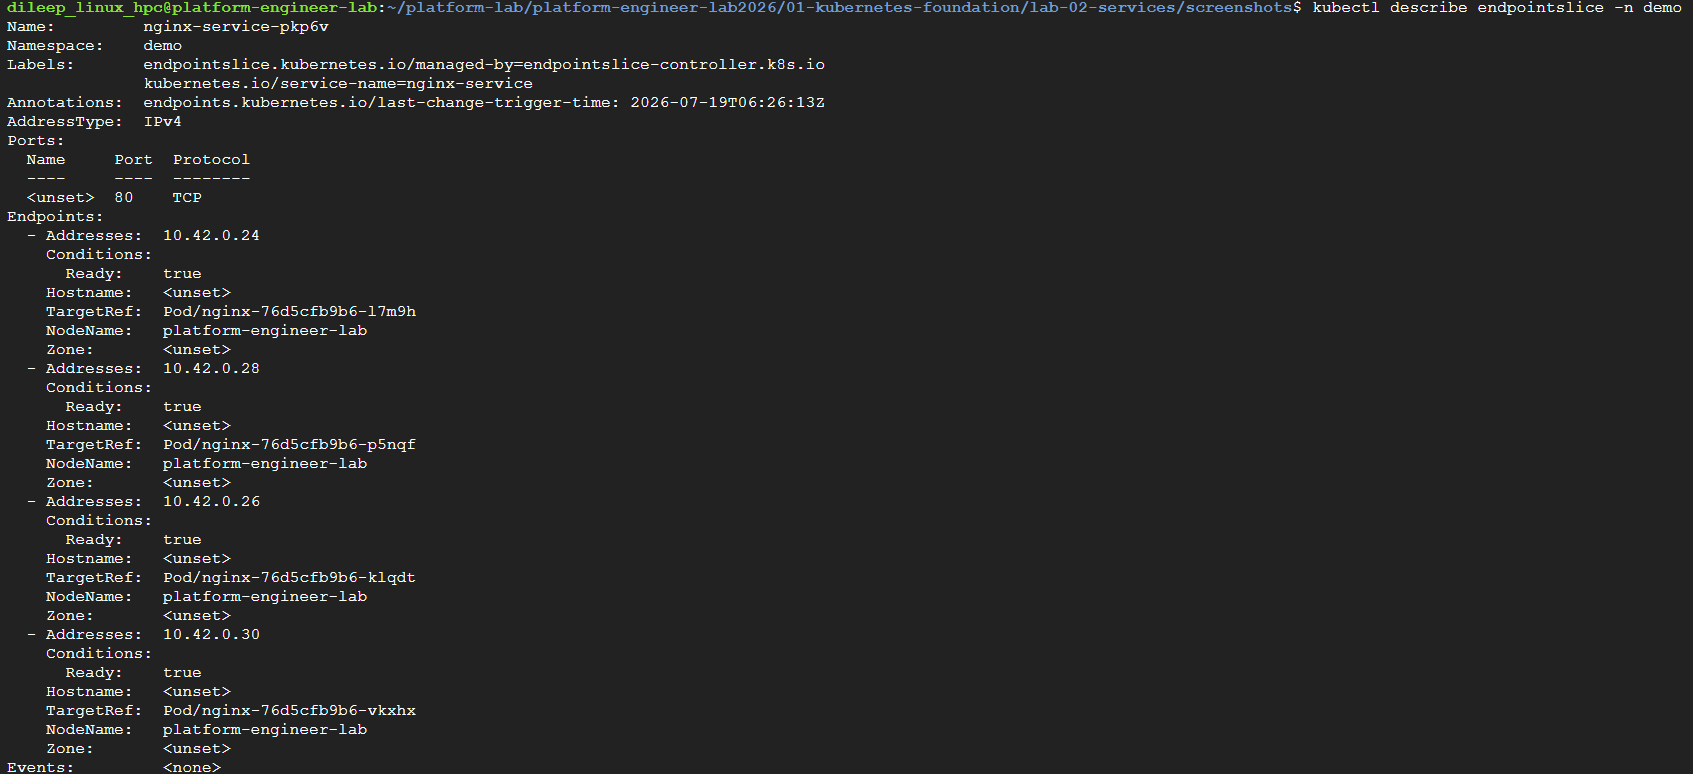 dileep_linux_hpc@platform-engineer-lab:~/platform-lab/platform-engineer-lab2026/01-kubernetes-foundation/lab-02-services/screenshots$ kubectl describe endpointslice -n demo
Name:         nginx-service-pkp6v
Namespace:    demo
Labels:       endpointslice.kubernetes.io/managed-by=endpointslice-controller.k8s.io
              kubernetes.io/service-name=nginx-service
Annotations:  endpoints.kubernetes.io/last-change-trigger-time: 2026-07-19T06:26:13Z
AddressType:  IPv4
Ports:
  Name     Port  Protocol
  ----     ----  --------
  <unset>  80    TCP
Endpoints:
  - Addresses:  10.42.0.24
    Conditions:
      Ready:    true
    Hostname:   <unset>
    TargetRef:  Pod/nginx-76d5cfb9b6-l7m9h
    NodeName:   platform-engineer-lab
    Zone:       <unset>
  - Addresses:  10.42.0.28
    Conditions:
      Ready:    true
    Hostname:   <unset>
    TargetRef:  Pod/nginx-76d5cfb9b6-p5nqf
    NodeName:   platform-engineer-lab
    Zone:       <unset>
  - Addresses:  10.42.0.26
    Conditions:
      Ready:    true
    Hostname:   <unset>
    TargetRef:  Pod/nginx-76d5cfb9b6-klqdt
    NodeName:   platform-engineer-lab
    Zone:       <unset>
  - Addresses:  10.42.0.30
    Conditions:
      Ready:    true
    Hostname:   <unset>
    TargetRef:  Pod/nginx-76d5cfb9b6-vkxhx
    NodeName:   platform-engineer-lab
    Zone:       <unset>
Events:         <none>